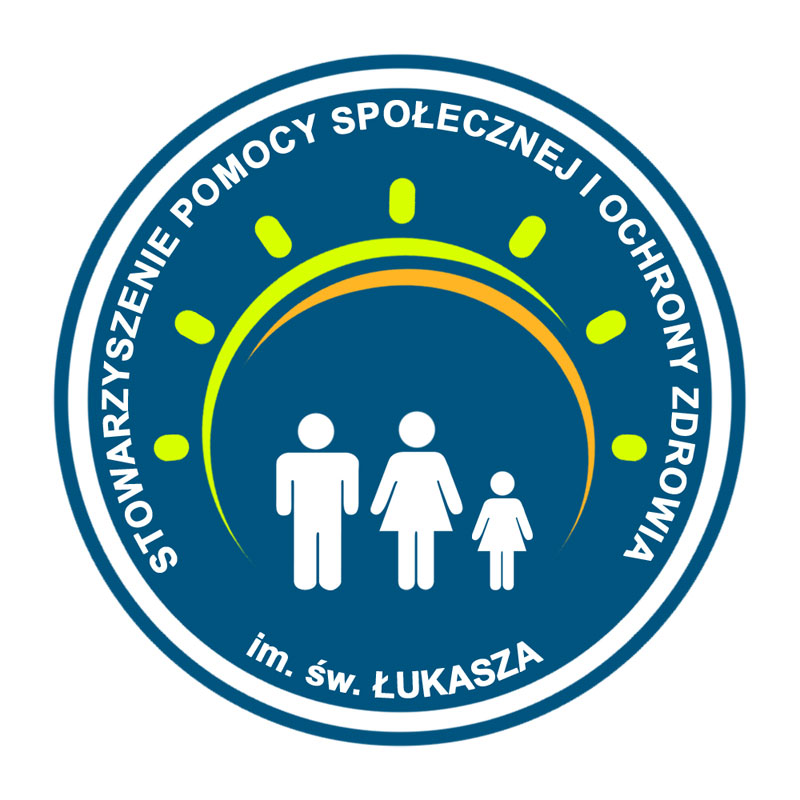 STOWARZYSZENIE POMOCY SPOŁECZNEJ I OCHRONY ZDROWIA
im. św. ŁUKASZA